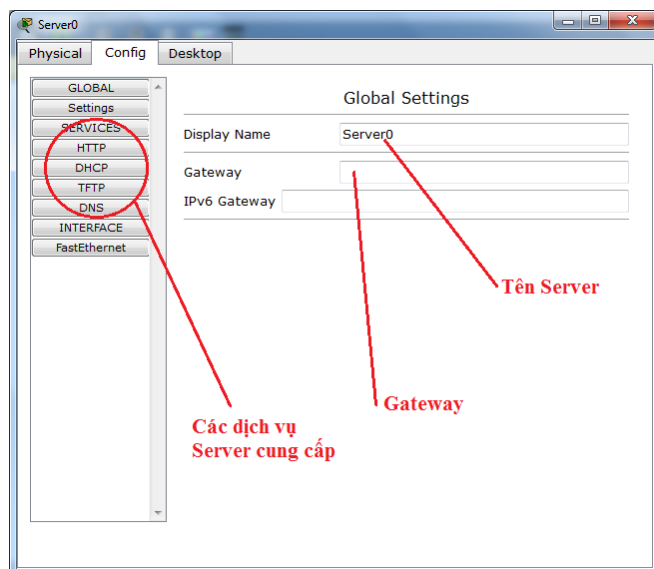 Server0
Physical Config Desktop
GLOBAL
Settings
SERVICES
HTTP
DHCP
TFTP
DNS
INTERFACE
FastEthernet
Global Settings
Display Name Server0
Gateway
IPv6 Gateway
Tên Server
Gateway
Các dịch vụ
Server cung cấp